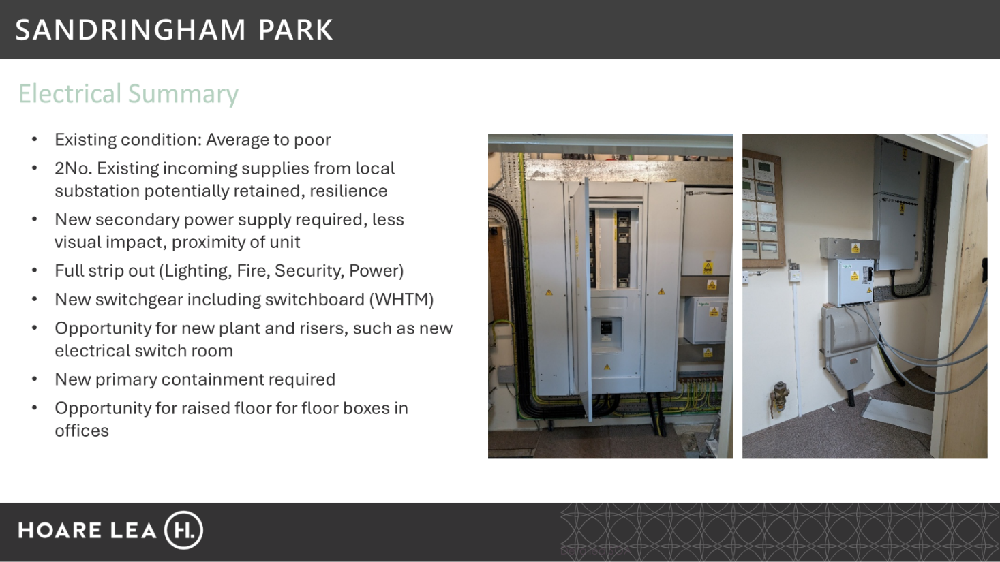 SANDRINGHAM PARK
Electrical Summary
• Existing condition: Average to poor
• 2No. Existing incoming supplies from local
substation potentially retained, resilience
• New secondary power supply required, less
visual impact, proximity of unit
• Full strip out (Lighting, Fire, Security, Power)
• New switchgear including switchboard (WHTM)
• Opportunity for new plant and risers, such as new
electrical switch room
• New primary containment required
• Opportunity for raised floor for floor boxes in
offices
HOARE LEA H.